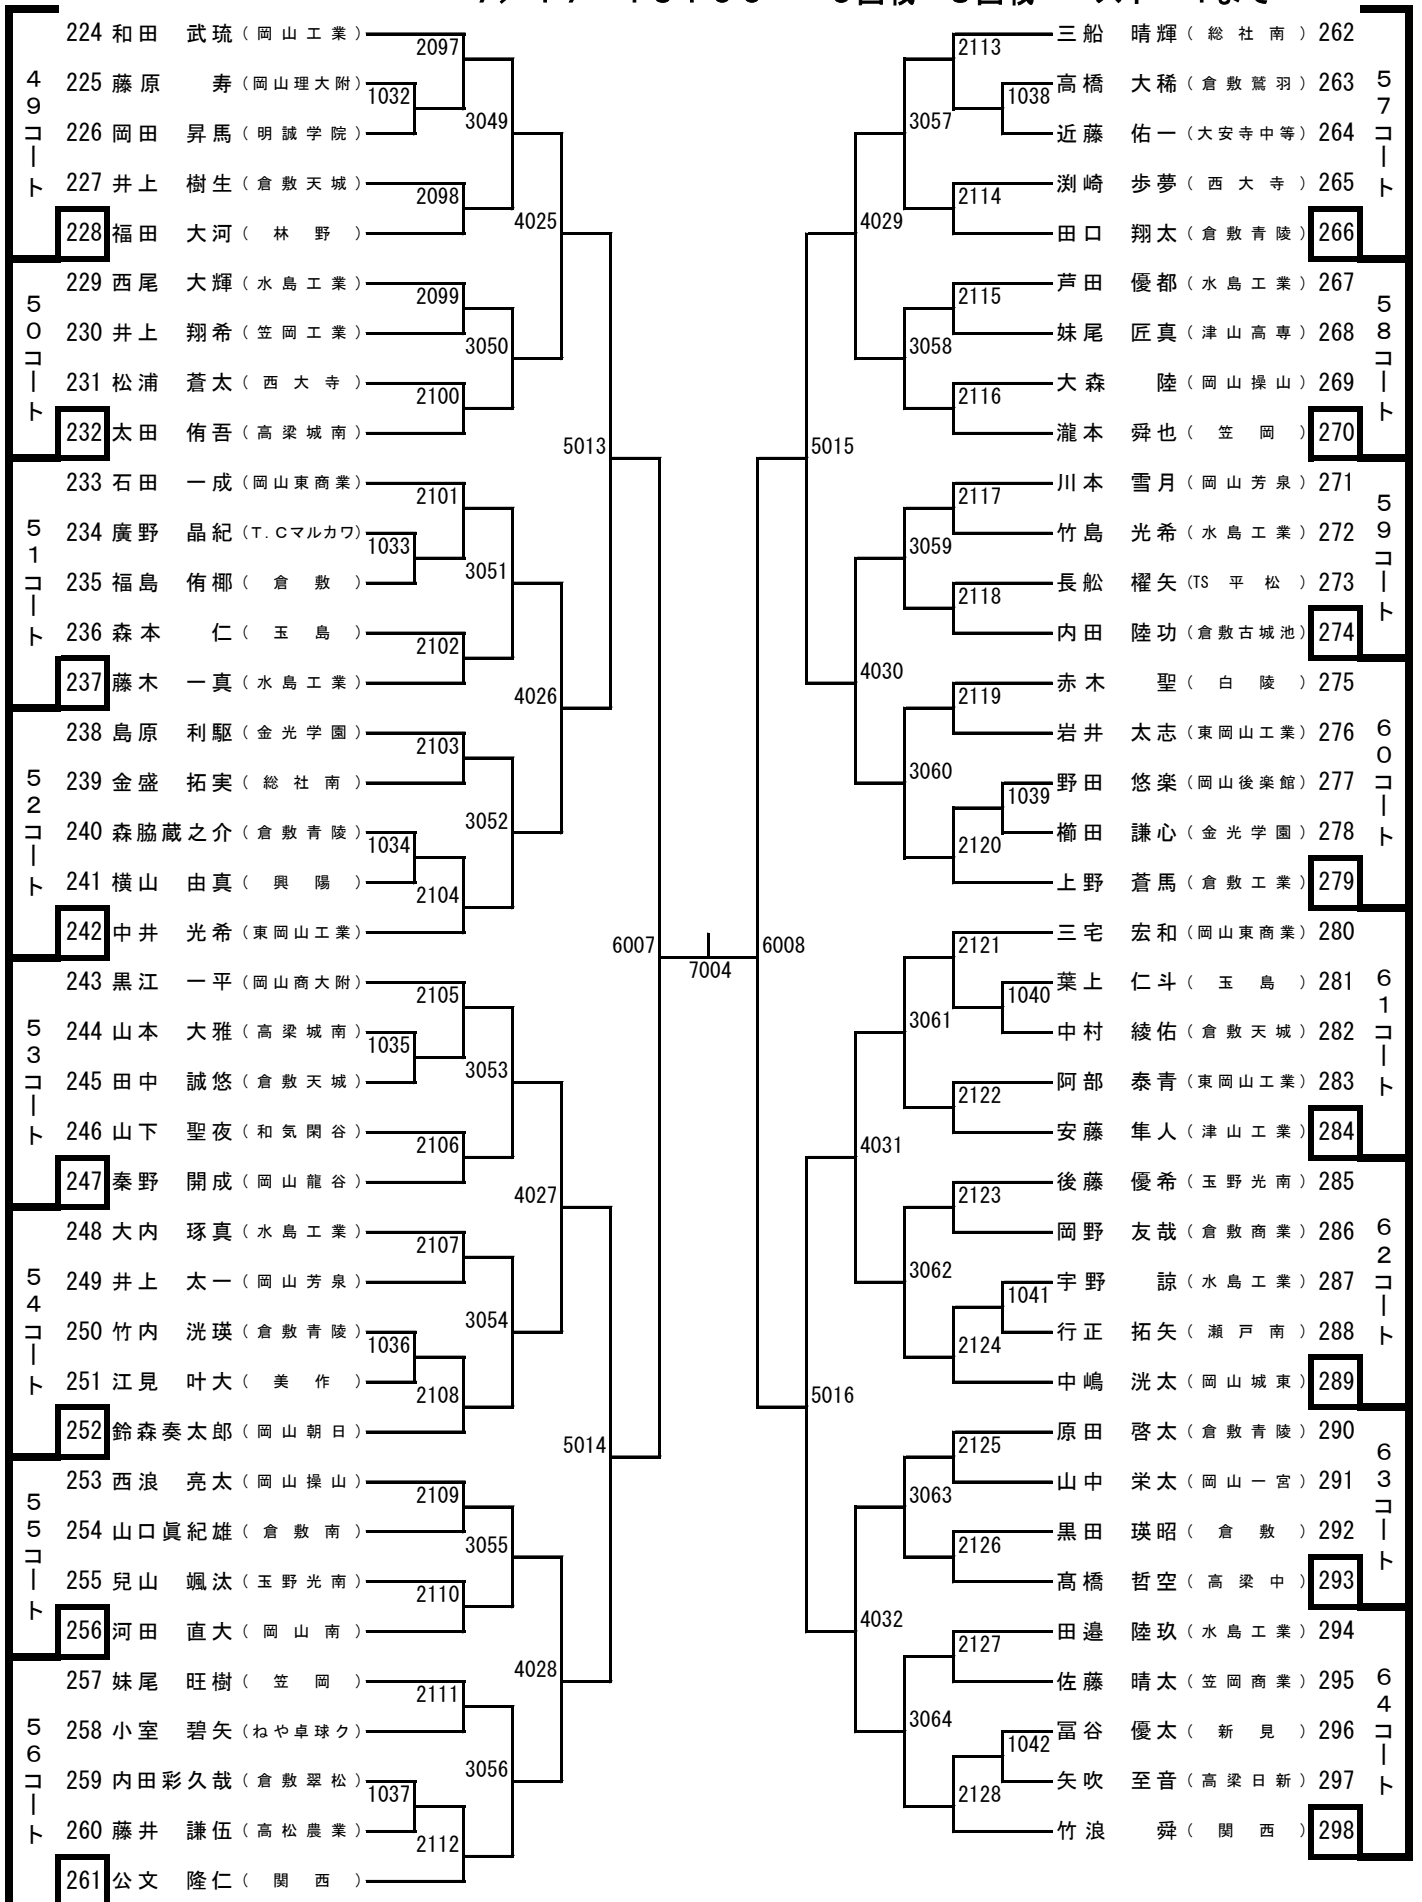 49コート
224 和田 武琉 (岡山工業)
225 藤原 寿 (岡山理大附)
226 岡田 昇馬 (明誠学院)
227 井上 樹生 (倉敷天城)
228 福田 大河 (林野)
2097
1032
2098
3049
50コート
229 西尾 大輝 (水島工業)
230 井上 翔希 (笠岡工業)
231 松浦 蒼太 (西大寺)
232 太田 侑吾 (高梁城南)
2099
2100
3050
4025
51コート
233 石田 一成 (岡山東商業)
234 廣野 晶紀 (T.Cマルカワ)
235 福島 侑椰 (倉敷)
236 森本 仁 (玉島)
237 藤木 一真 (水島工業)
2101
1033
2102
3051
52コート
238 島原 利駆 (金光学園)
239 金盛 拓実 (総社南)
240 森脇蔵之介 (倉敷青陵)
241 横山 由真 (興陽)
242 中井 光希 (東岡山工業)
2103
1034
2104
3052
4026
5013
53コート
243 黒江 一平 (岡山商大附)
244 山本 大雅 (高梁城南)
245 田中 誠悠 (倉敷天城)
246 山下 聖夜 (和気閑谷)
247 秦野 開成 (岡山龍谷)
2105
1035
2106
3053
54コート
248 大内 琢真 (水島工業)
249 井上 太一 (岡山芳泉)
250 竹内 洸瑛 (倉敷青陵)
251 江見 叶大 (美作)
252 鈴森奏太郎 (岡山朝日)
2107
1036
2108
3054
4027
55コート
253 西浪 亮太 (岡山操山)
254 山口眞紀雄 (倉敷南)
255 兒山 颯汰 (玉野光南)
256 河田 直大 (岡山南)
2109
2110
3055
56コート
257 妹尾 旺樹 (笠岡)
258 小室 碧矢 (ねや卓球ク)
259 内田彩久哉 (倉敷翠松)
260 藤井 謙伍 (高松農業)
261 公文 隆仁 (関西)
2111
1037
2112
3056
4028
5014
6007
7004
6008
57コート
三船 晴輝 (総社南) 262
高橋 大稀 (倉敷鷲羽) 263
近藤 佑一 (大安寺中等) 264
渕崎 歩夢 (西大寺) 265
田口 翔太 (倉敷青陵) 266
2113
1038
2114
3057
58コート
芦田 優都 (水島工業) 267
妹尾 匠真 (津山高専) 268
大森 陸 (岡山操山) 269
瀧本 舜也 (笠岡) 270
2115
2116
3058
4029
59コート
川本 雪月 (岡山芳泉) 271
竹島 光希 (水島工業) 272
長舩 櫂矢 (TS平松) 273
内田 陸功 (倉敷古城池) 274
2117
2118
3059
60コート
赤木 聖 (白陵) 275
岩井 太志 (東岡山工業) 276
野田 悠楽 (岡山後楽館) 277
櫛田 謙心 (金光学園) 278
上野 蒼馬 (倉敷工業) 279
2119
1039
2120
3060
4030
5015
61コート
三宅 宏和 (岡山東商業) 280
葉上 仁斗 (玉島) 281
中村 綾佑 (倉敷天城) 282
阿部 泰青 (東岡山工業) 283
安藤 隼人 (津山工業) 284
2121
1040
2122
3061
62コート
後藤 優希 (玉野光南) 285
岡野 友哉 (倉敷商業) 286
宇野 諒 (水島工業) 287
行正 拓矢 (瀬戸南) 288
中嶋 洸太 (岡山城東) 289
2123
1041
2124
3062
4031
63コート
原田 啓太 (倉敷青陵) 290
山中 栄太 (岡山一宮) 291
黒田 瑛昭 (倉敷) 292
髙橋 哲空 (高梁中) 293
2125
2126
3063
64コート
田邉 陸玖 (水島工業) 294
佐藤 晴太 (笠岡商業) 295
冨谷 優太 (新見) 296
矢吹 至音 (高梁日新) 297
竹浪 舜 (関西) 298
2127
1042
2128
3064
4032
5016